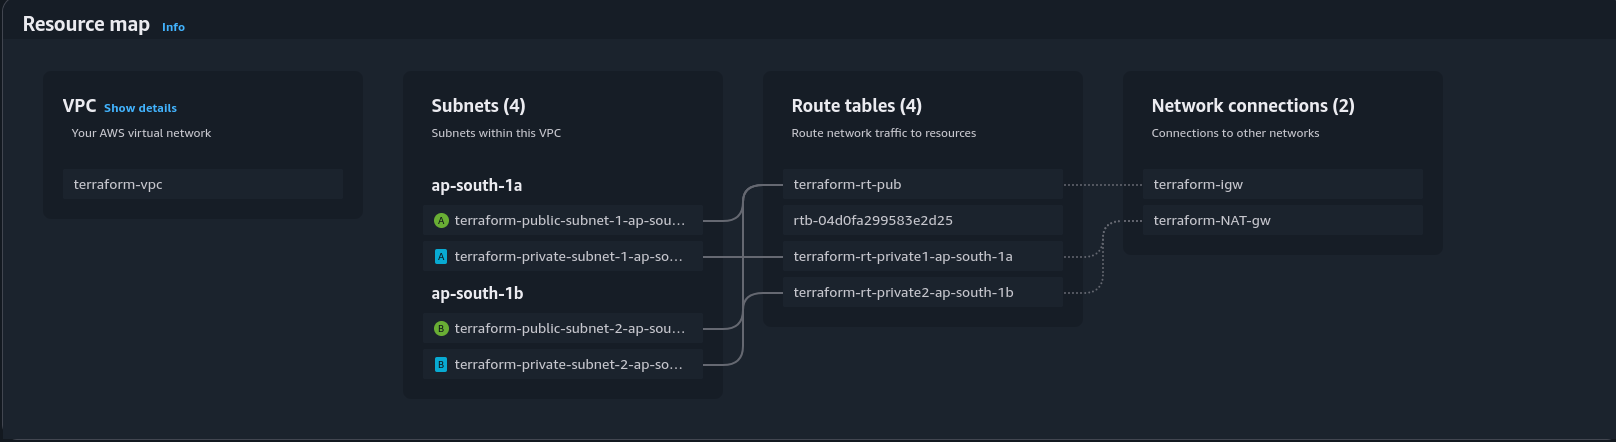 Resource map Info
VPC Show details
Your AWS virtual network
terraform-vpc
Subnets (4)
Subnets within this VPC
ap-south-1a
A terraform-public-subnet-1-ap-sou...
A terraform-private-subnet-1-ap-so...
ap-south-1b
B terraform-public-subnet-2-ap-sou...
B terraform-private-subnet-2-ap-so...
Route tables (4)
Route network traffic to resources
terraform-rt-pub
rtb-04d0fa299583e2d25
terraform-rt-private1-ap-south-1a
terraform-rt-private2-ap-south-1b
Network connections (2)
Connections to other networks
terraform-igw
terraform-NAT-gw